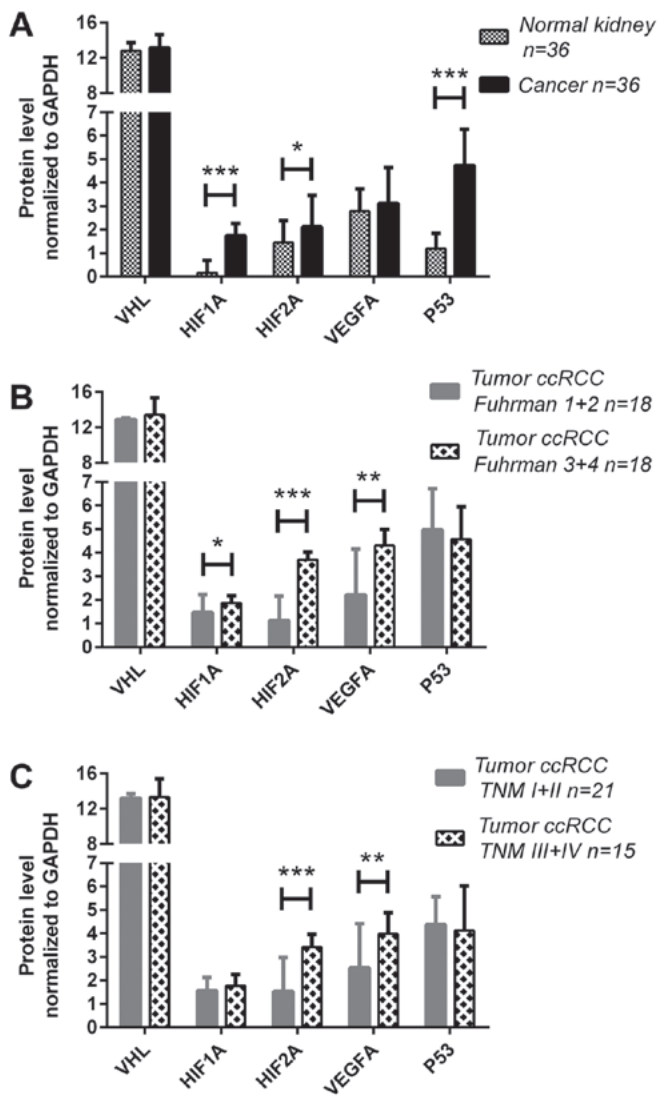 A
Protein level
normalized to GAPDH
16
12
8
7
6
5
4
3
2
1
0
***
*
***
Normal kidney
n=36
Cancer n=36
VHL
HIF1A
HIF2A
VEGFA
P53
B
Protein level
normalized to GAPDH
16
12
8
7
6
5
4
3
2
1
0
*
***
**
Tumor ccRCC
Fuhrman 1+2 n=18
Tumor ccRCC
Fuhrman 3+4 n=18
VHL
HIF1A
HIF2A
VEGFA
P53
C
Protein level
normalized to GAPDH
16
12
8
7
6
5
4
3
2
1
0
***
**
Tumor ccRCC
TNM I+II n=21
Tumor ccRCC
TNM III+IV n=15
VHL
HIF1A
HIF2A
VEGFA
P53